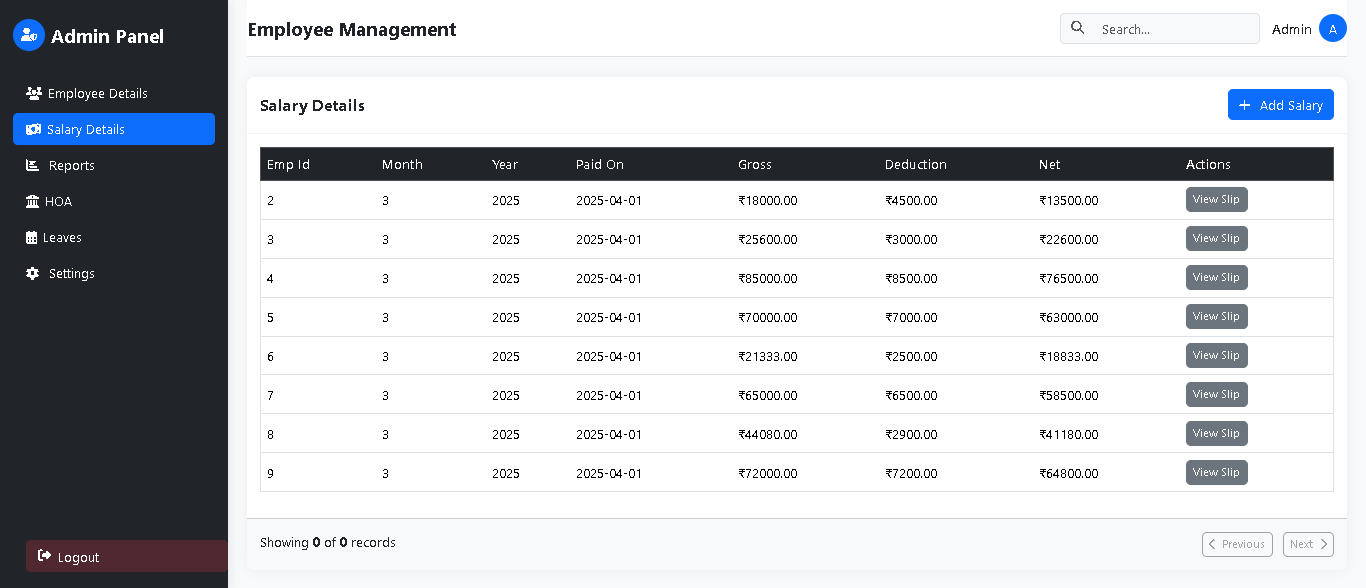 Admin Panel
Employee Details
Salary Details
Reports
HOA
Leaves
Settings
Logout
Employee Management
Search...
Admin
A
Salary Details
Add Salary
Emp Id Month Year Paid On Gross Deduction Net Actions
2 3 2025 2025-04-01 ₹18000.00 ₹4500.00 ₹13500.00 View Slip
3 3 2025 2025-04-01 ₹25600.00 ₹3000.00 ₹22600.00 View Slip
4 3 2025 2025-04-01 ₹85000.00 ₹8500.00 ₹76500.00 View Slip
5 3 2025 2025-04-01 ₹70000.00 ₹7000.00 ₹63000.00 View Slip
6 3 2025 2025-04-01 ₹21333.00 ₹2500.00 ₹18833.00 View Slip
7 3 2025 2025-04-01 ₹65000.00 ₹6500.00 ₹58500.00 View Slip
8 3 2025 2025-04-01 ₹44080.00 ₹2900.00 ₹41180.00 View Slip
9 3 2025 2025-04-01 ₹72000.00 ₹7200.00 ₹64800.00 View Slip
Showing 0 of 0 records
Previous
Next